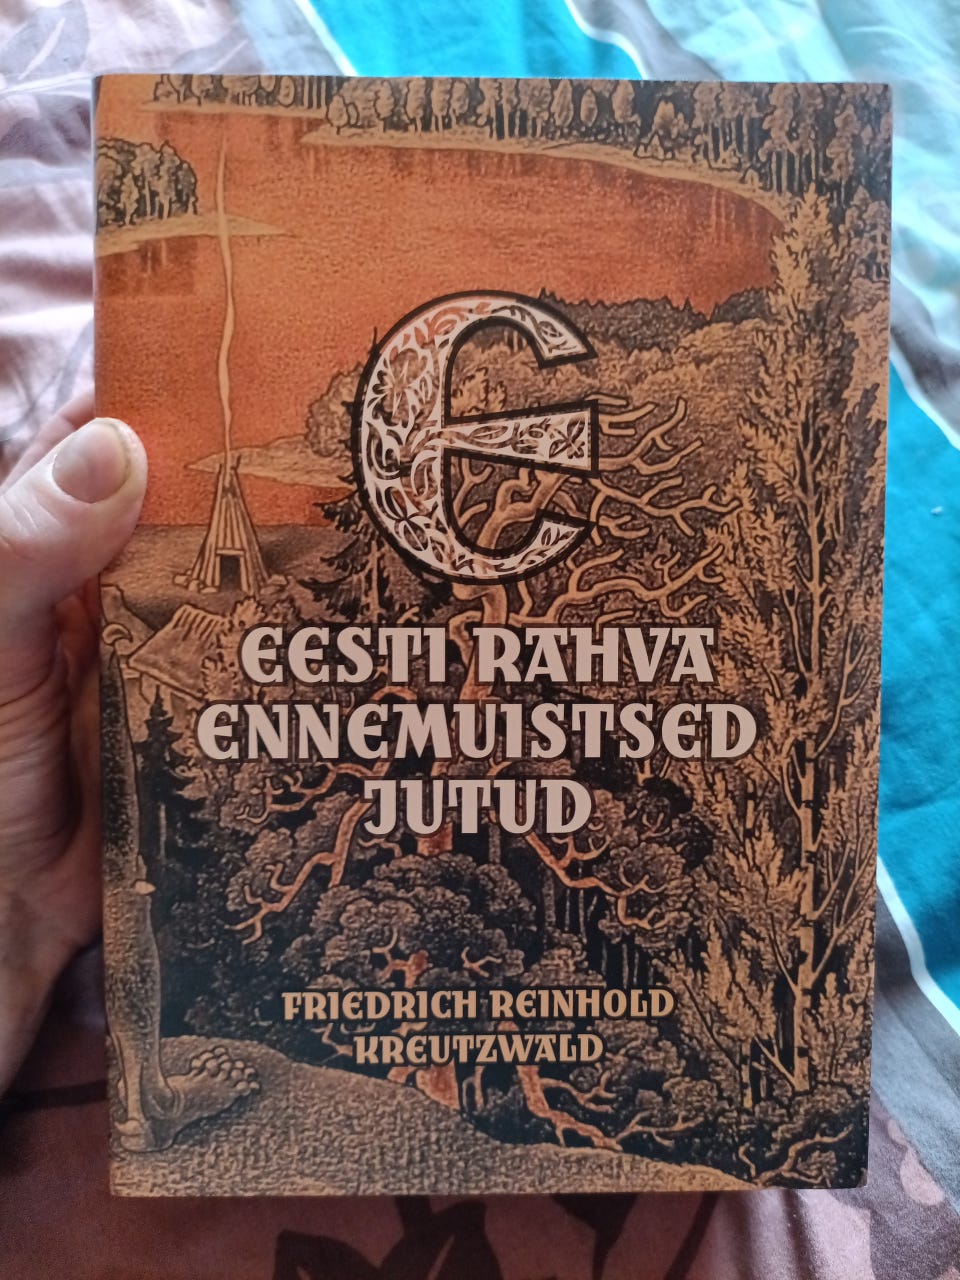 E
EESTI RAHVA
ENNEMUISTSED
JUTUD
FRIEDRICH REINHOLD
KREUTZWALD